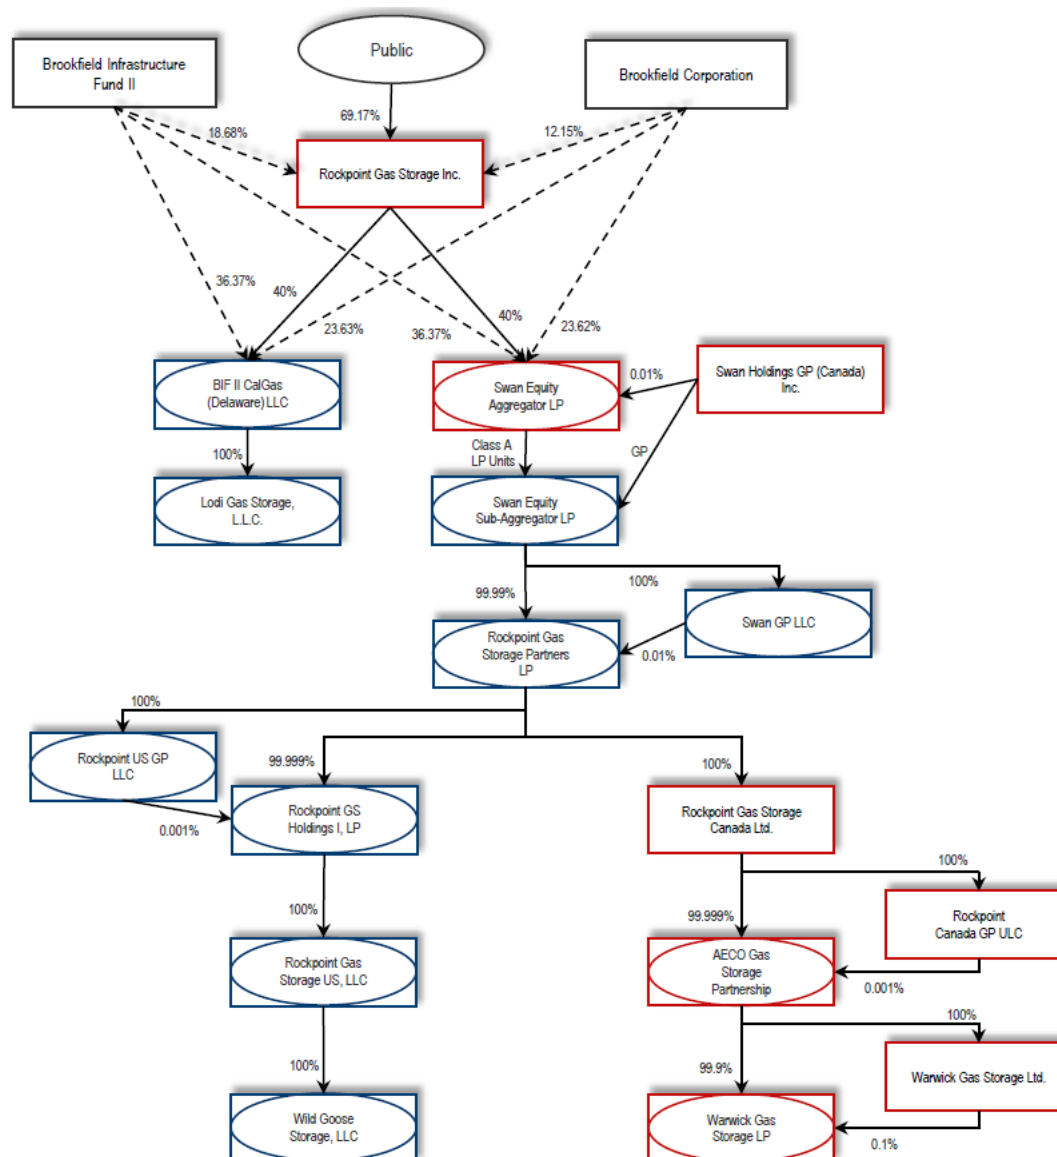 Public
Brookfield Infrastructure
Fund II
Brookfield Corporation
69.17%
18.68%
12.15%
Rockpoint Gas Storage Inc.
36.37%
40%
23.63%
36.37%
40%
23.62%
BIF II CalGas
(Delaware) LLC
Swan Equity
Aggregator LP
0.01%
Swan Holdings GP (Canada)
Inc.
100%
Class A
LP Units
GP
Lodi Gas Storage,
L.L.C.
Swan Equity
Sub-Aggregator LP
99.99%
100%
Swan GP LLC
Rockpoint Gas
Storage Partners
LP
0.01%
100%
Rockpoint US GP
LLC
99.999%
100%
0.001%
Rockpoint GS
Holdings I, LP
Rockpoint Gas Storage
Canada Ltd.
100%
100%
99.999%
Rockpoint
Canada GP ULC
Rockpoint Gas
Storage US, LLC
AECO Gas
Storage
Partnership
0.001%
100%
100%
99.9%
Warwick Gas Storage Ltd.
Wild Goose
Storage, LLC
Warwick Gas
Storage LP
0.1%